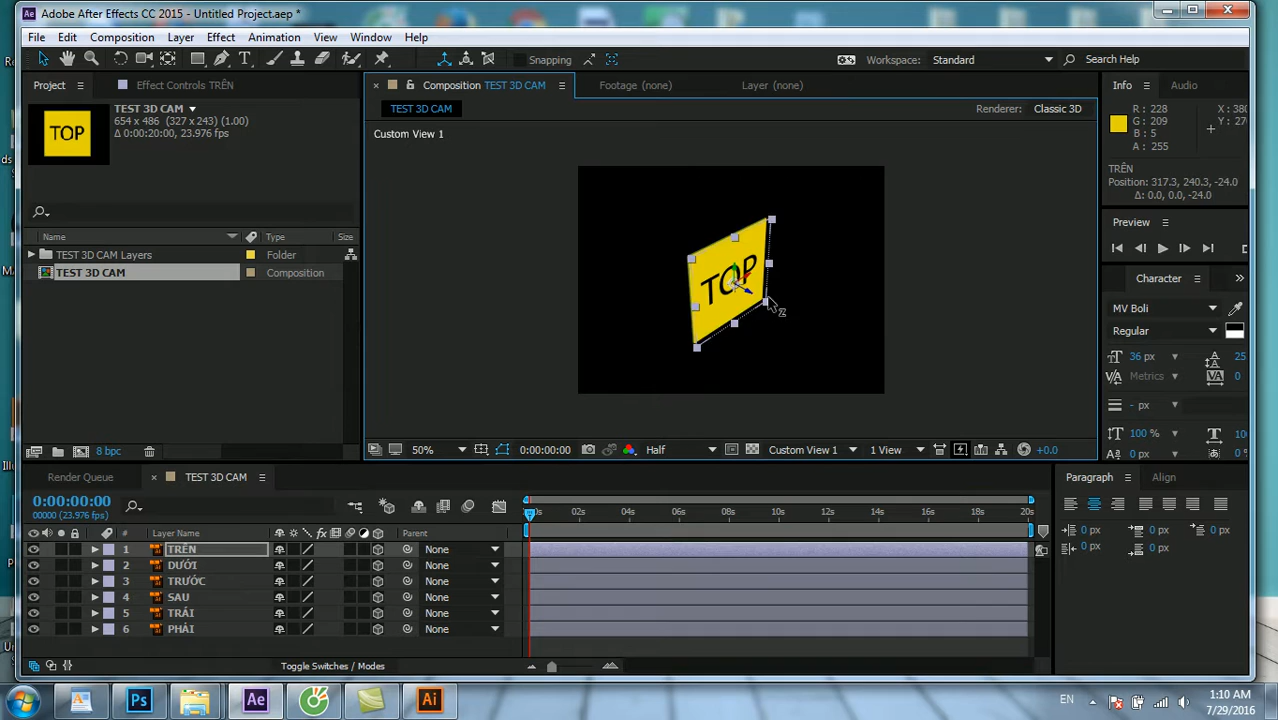 Adobe After Effects CC 2015 - Untitled Project.aep *
File Edit Composition Layer Effect Animation View Window Help
Snapping
Workspace: Standard
Search Help
Project
Effect Controls TRÊN
TEST 3D CAM
654 x 486 (327 x 243) (1.00)
Δ 0:00:20:00, 23.976 fps
TOP
Name Type Size
TEST 3D CAM Layers Folder
TEST 3D CAM Composition
8 bpc
Composition TEST 3D CAM
Footage (none)
Layer (none)
TEST 3D CAM
Renderer: Classic 3D
Custom View 1
TOP
z
50%
0:00:00:00
Half
Custom View 1
1 View
+0.0
Info Audio
R : 228
G : 209
B : 5
A : 255
X : 380
Y : 27
TRÊN
Position: 317.3, 240.3, -24.0
Δ: 0.0, 0.0, -24.0
Preview
Character
MV Boli
Regular
36 px
25
Metrics
0
- px
100 %
10
0 px
0
Render Queue
TEST 3D CAM
0:00:00:00
00000 (23.976 fps)
02s 04s 06s 08s 10s 12s 14s 16s 18s 20s
# Layer Name Parent
1 TRÊN None
2 DƯỚI None
3 TRƯỚC None
4 SAU None
5 TRÁI None
6 PHẢI None
Toggle Switches / Modes
Paragraph Align
0 px 0 px 0 px
0 px 0 px
Ps Ae Ai
EN
1:10 AM
7/29/2016